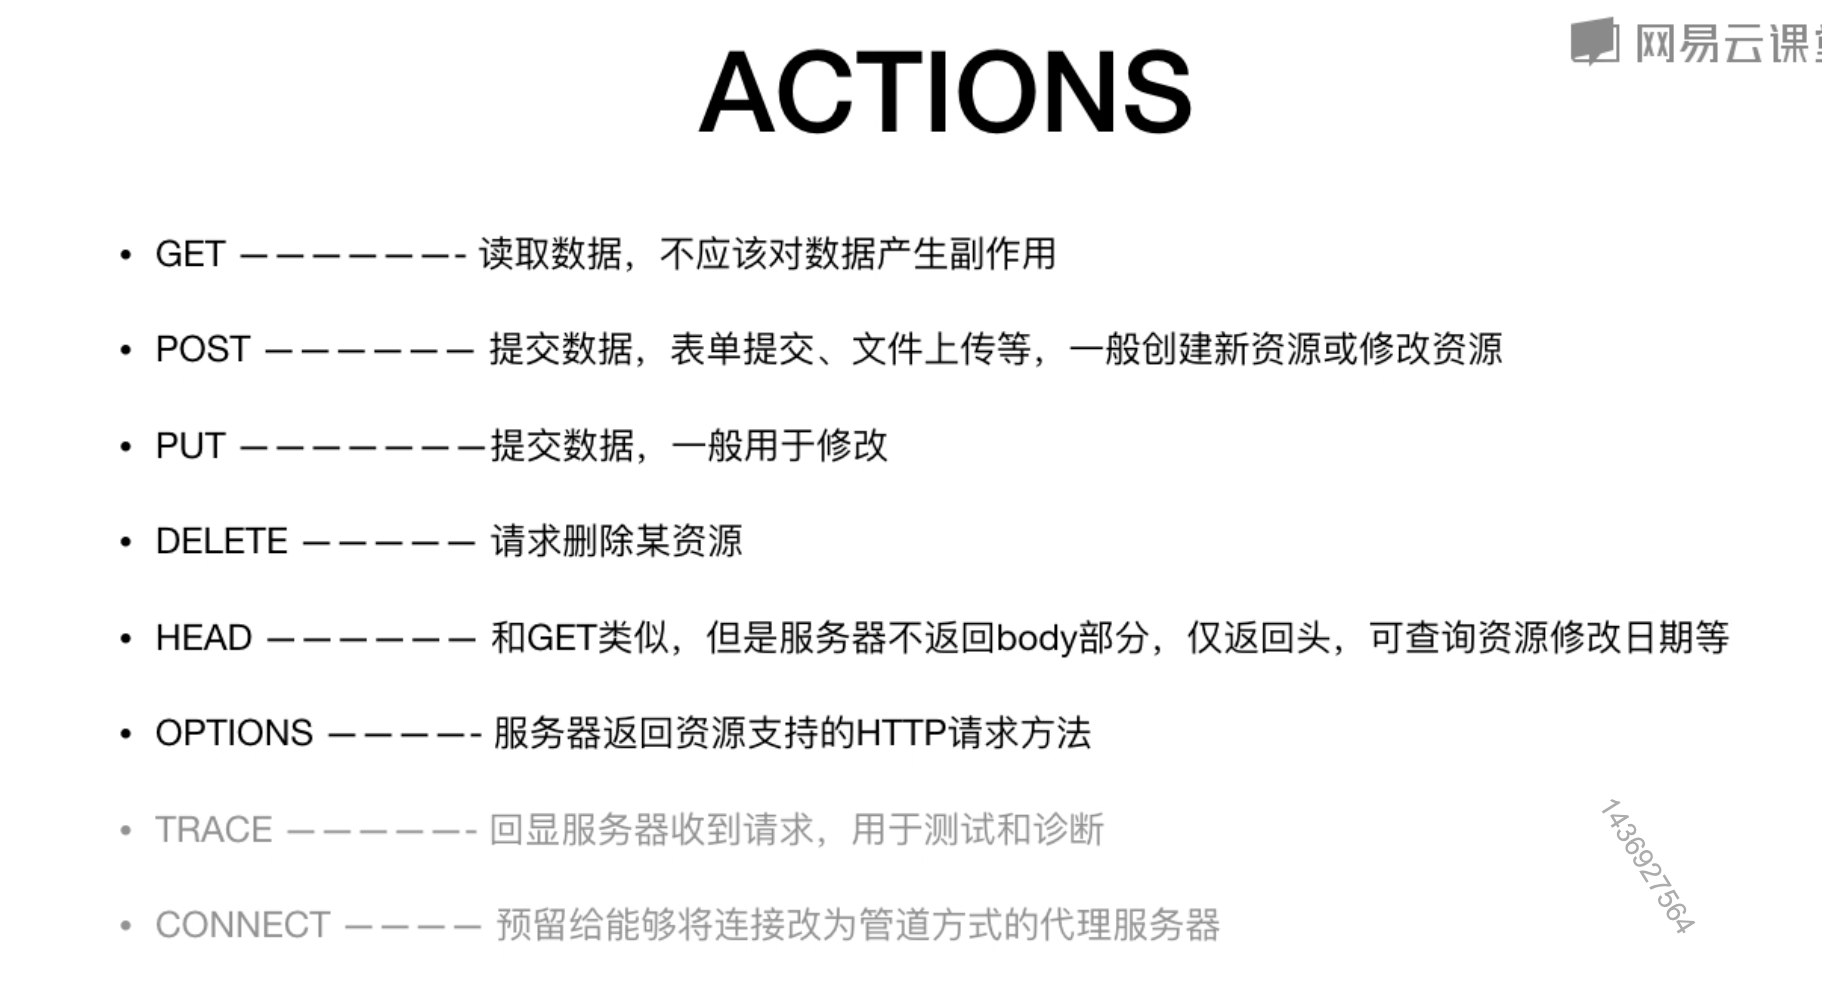 网易云课
ACTIONS
• GET — — — — — —- 读取数据，不应该对数据产生副作用
• POST — — — — — — 提交数据，表单提交、文件上传等，一般创建新资源或修改资源
• PUT — — — — — — —提交数据，一般用于修改
• DELETE — — — — — 请求删除某资源
• HEAD — — — — — — 和GET类似，但是服务器不返回body部分，仅返回头，可查询资源修改日期等
• OPTIONS — — — —- 服务器返回资源支持的HTTP请求方法
• TRACE — — — — —- 回显服务器收到请求，用于测试和诊断
• CONNECT — — — — 预留给能够将连接改为管道方式的代理服务器
1436927564